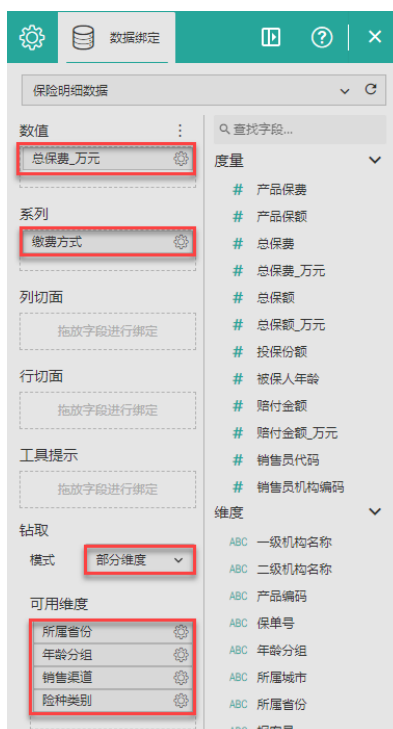 数据绑定
保险明细数据
数值
总保费_万元
系列
缴费方式
列切面
拖放字段进行绑定
行切面
拖放字段进行绑定
工具提示
拖放字段进行绑定
钻取
模式
部分维度
可用维度
所属省份
年龄分组
销售渠道
险种类别
查找字段...
度量
# 产品保费
# 产品保额
# 总保费
# 总保费_万元
# 总保额
# 总保额_万元
# 投保份额
# 被保人年龄
# 赔付金额
# 赔付金额_万元
# 销售员代码
# 销售员机构编码
维度
ABC 一级机构名称
ABC 二级机构名称
ABC 产品编码
ABC 保单号
ABC 年龄分组
ABC 所属城市
ABC 所属省份